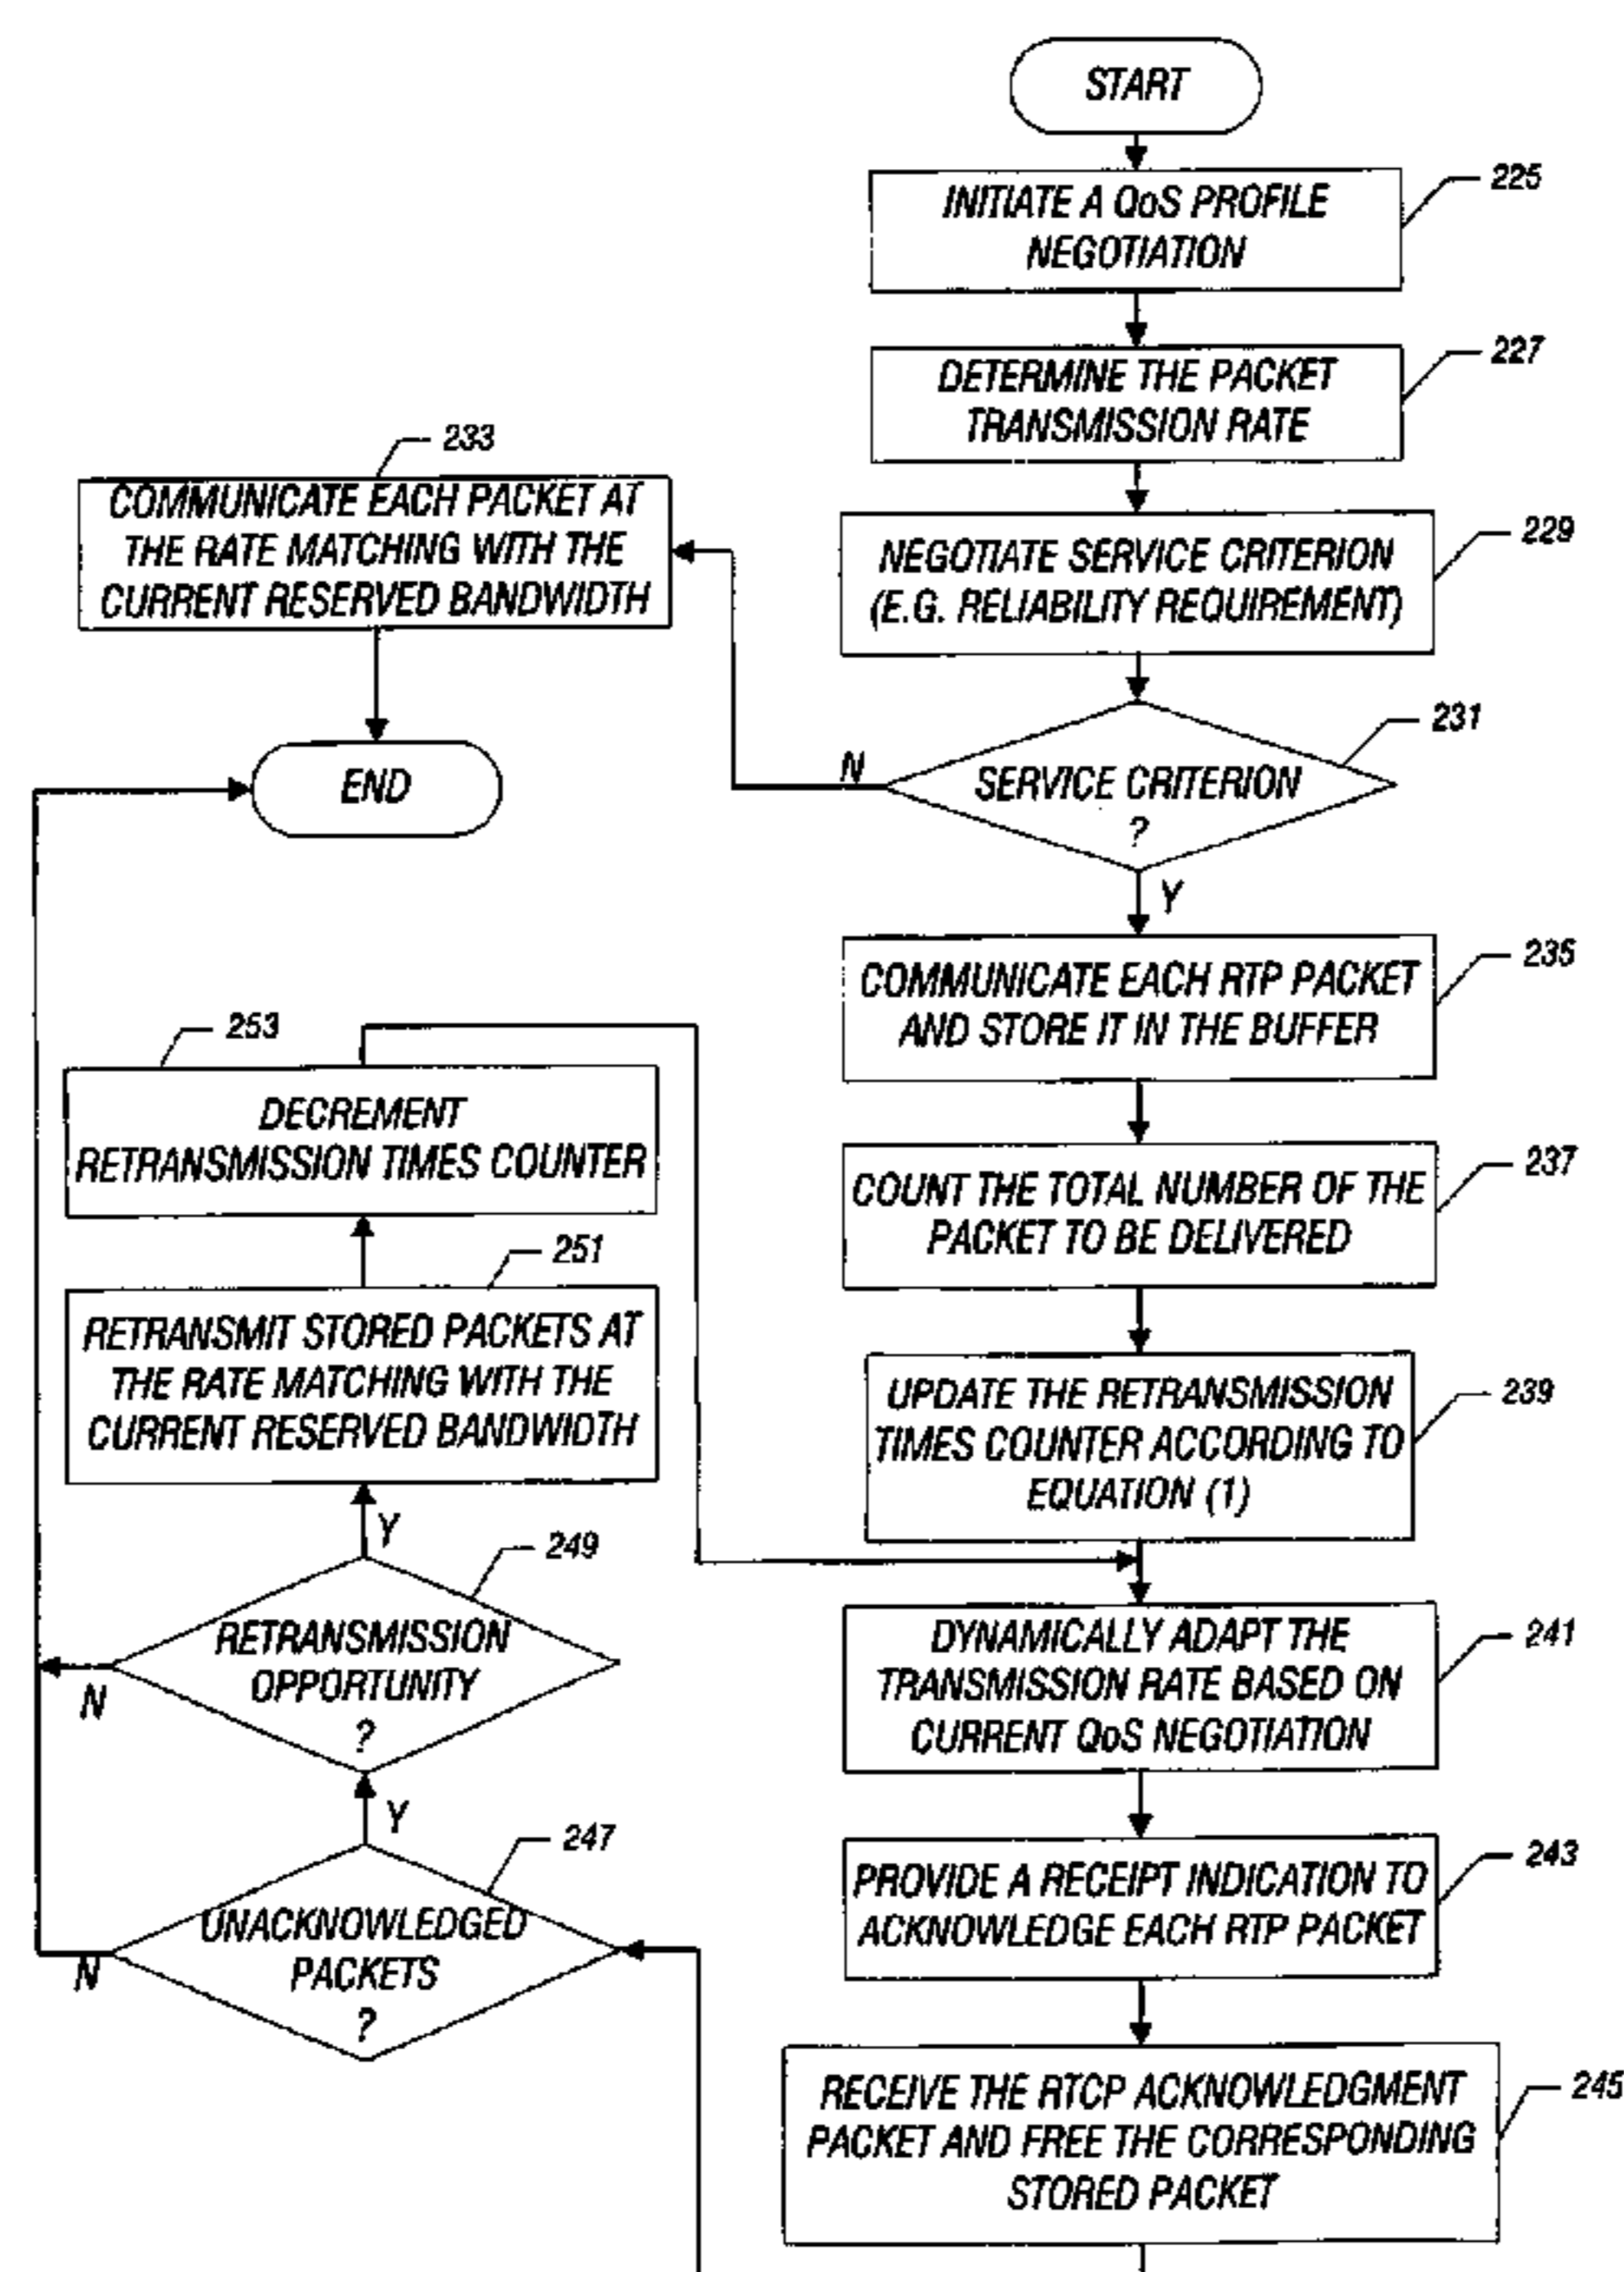 START
225
INITIATE A QoS PROFILE
NEGOTIATION
227
DETERMINE THE PACKET
TRANSMISSION RATE
233
COMMUNICATE EACH PACKET AT
THE RATE MATCHING WITH THE
CURRENT RESERVED BANDWIDTH
229
NEGOTIATE SERVICE CRITERION
(E.G. RELIABILITY REQUIREMENT)
231
N
SERVICE CRITERION
?
END
Y
235
COMMUNICATE EACH RTP PACKET
AND STORE IT IN THE BUFFER
253
DECREMENT
RETRANSMISSION TIMES COUNTER
237
COUNT THE TOTAL NUMBER OF THE
PACKET TO BE DELIVERED
251
RETRANSMIT STORED PACKETS AT
THE RATE MATCHING WITH THE
CURRENT RESERVED BANDWIDTH
239
UPDATE THE RETRANSMISSION
TIMES COUNTER ACCORDING TO
EQUATION (1)
Y
249
RETRANSMISSION
OPPORTUNITY
?
N
241
DYNAMICALLY ADAPT THE
TRANSMISSION RATE BASED ON
CURRENT QoS NEGOTIATION
Y
247
UNACKNOWLEDGED
PACKETS
?
N
243
PROVIDE A RECEIPT INDICATION TO
ACKNOWLEDGE EACH RTP PACKET
245
RECEIVE THE RTCP ACKNOWLEDGMENT
PACKET AND FREE THE CORRESPONDING
STORED PACKET